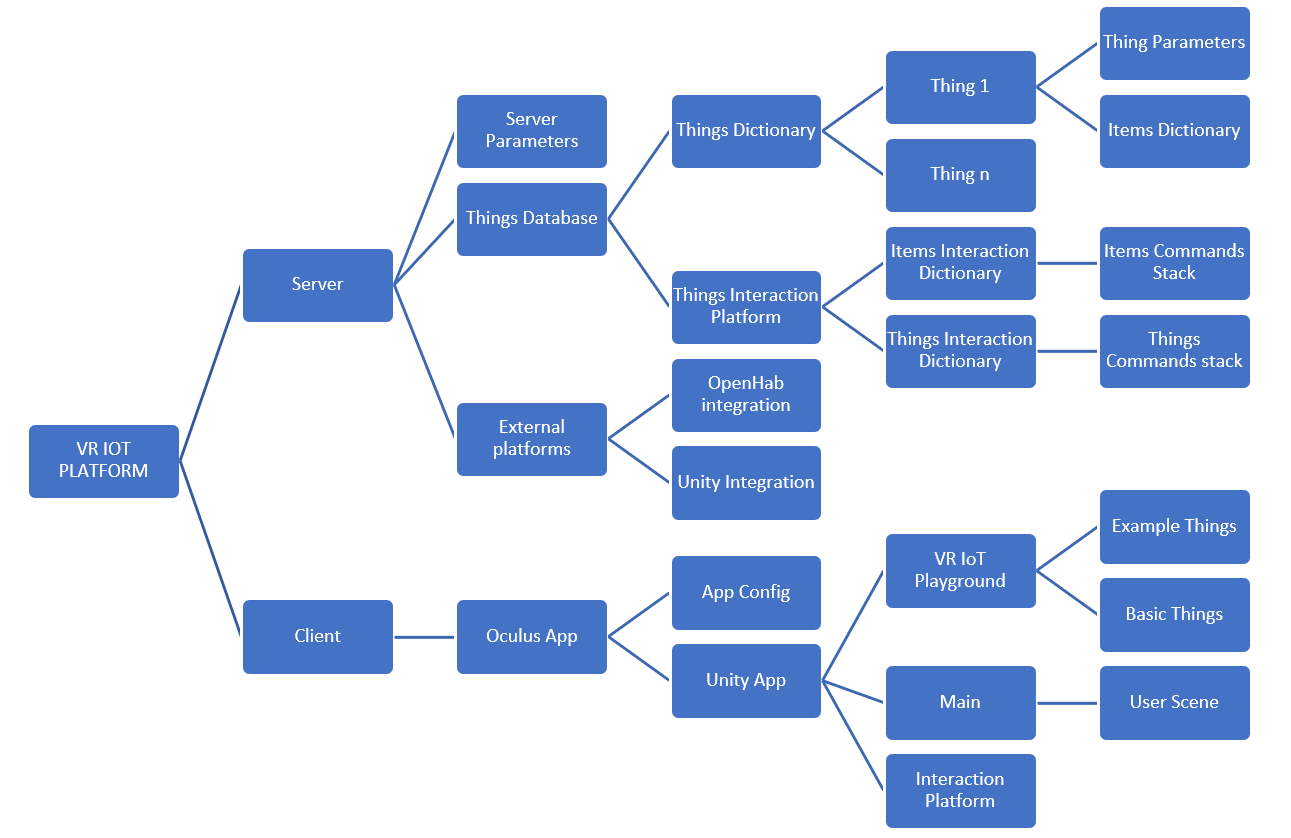 VR IOT
PLATFORM
Server
Server
Parameters
Things Database
Things Dictionary
Thing 1
Thing Parameters
Items Dictionary
Thing n
Things Interaction
Platform
Items Interaction
Dictionary
Items Commands
Stack
Things Interaction
Dictionary
Things
Commands stack
External
platforms
OpenHab
integration
Unity Integration
Client
Oculus App
App Config
Unity App
VR IoT
Playground
Example Things
Basic Things
Main
User Scene
Interaction
Platform